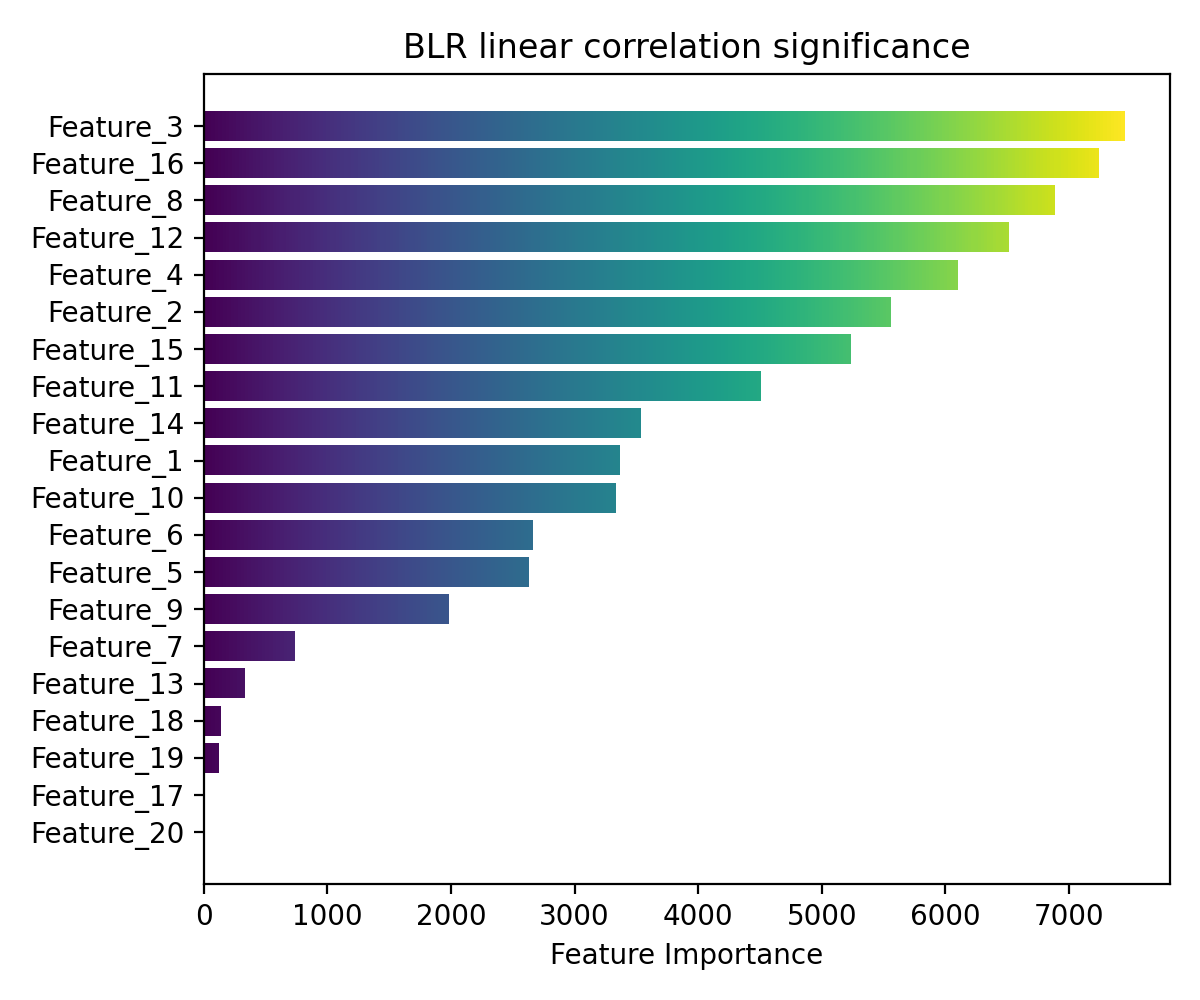 BLR linear correlation significance
Feature_3
Feature_16
Feature_8
Feature_12
Feature_4
Feature_2
Feature_15
Feature_11
Feature_14
Feature_1
Feature_10
Feature_6
Feature_5
Feature_9
Feature_7
Feature_13
Feature_18
Feature_19
Feature_17
Feature_20
0 1000 2000 3000 4000 5000 6000 7000
Feature Importance